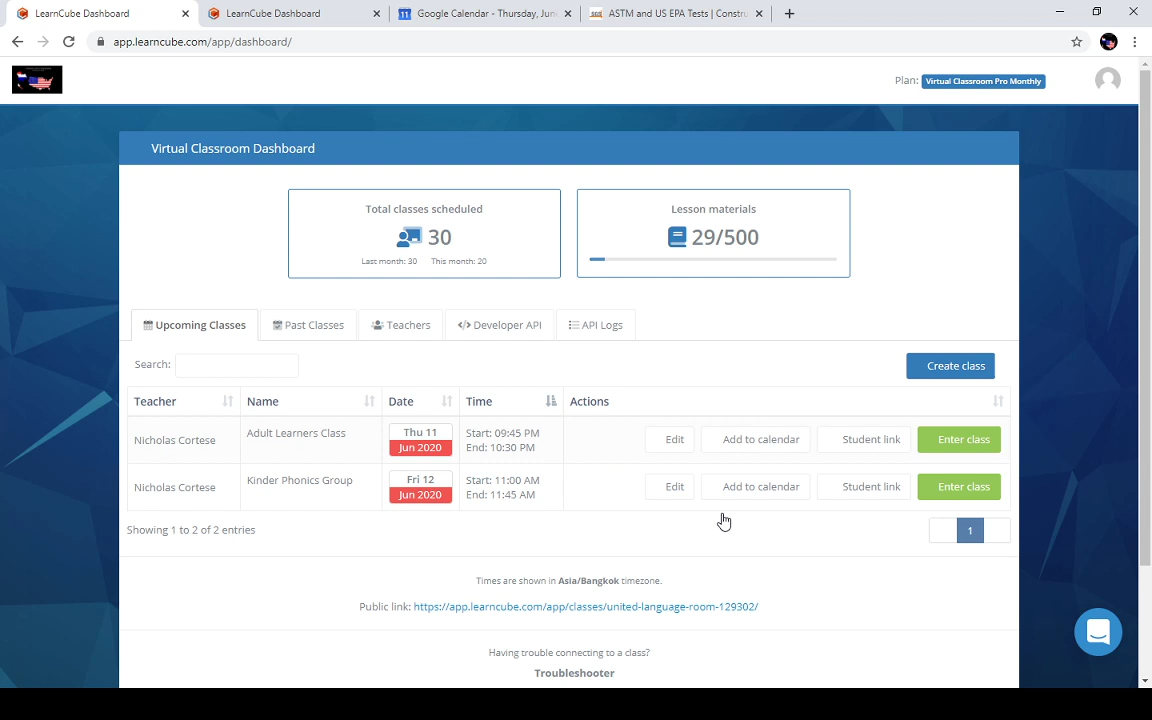 LearnCube Dashboard
LearnCube Dashboard
Google Calendar - Thursday, Jun
ASTM and US EPA Tests | Constru
app.learncube.com/app/dashboard/
Plan: Virtual Classroom Pro Monthly
Virtual Classroom Dashboard
Total classes scheduled
30
Last month: 30 This month: 20
Lesson materials
29/500
Upcoming Classes
Past Classes
Teachers
</> Developer API
API Logs
Search:
Create class
Teacher Name Date Time Actions
Nicholas Cortese
Adult Learners Class
Thu 11
Jun 2020
Start: 09:45 PM
End: 10:30 PM
Edit
Add to calendar
Student link
Enter class
Nicholas Cortese
Kinder Phonics Group
Fri 12
Jun 2020
Start: 11:00 AM
End: 11:45 AM
Edit
Add to calendar
Student link
Enter class
Showing 1 to 2 of 2 entries
1
Times are shown in Asia/Bangkok timezone.
Public link: https://app.learncube.com/app/classes/united-language-room-129302/
Having trouble connecting to a class?
Troubleshooter